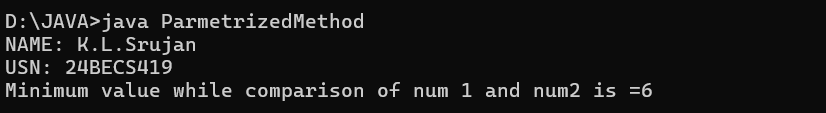 D:\JAVA>java ParmetrizedMethod
NAME: K.L.Srujan
USN: 24BECS419
Minimum value while comparison of num 1 and num2 is =6